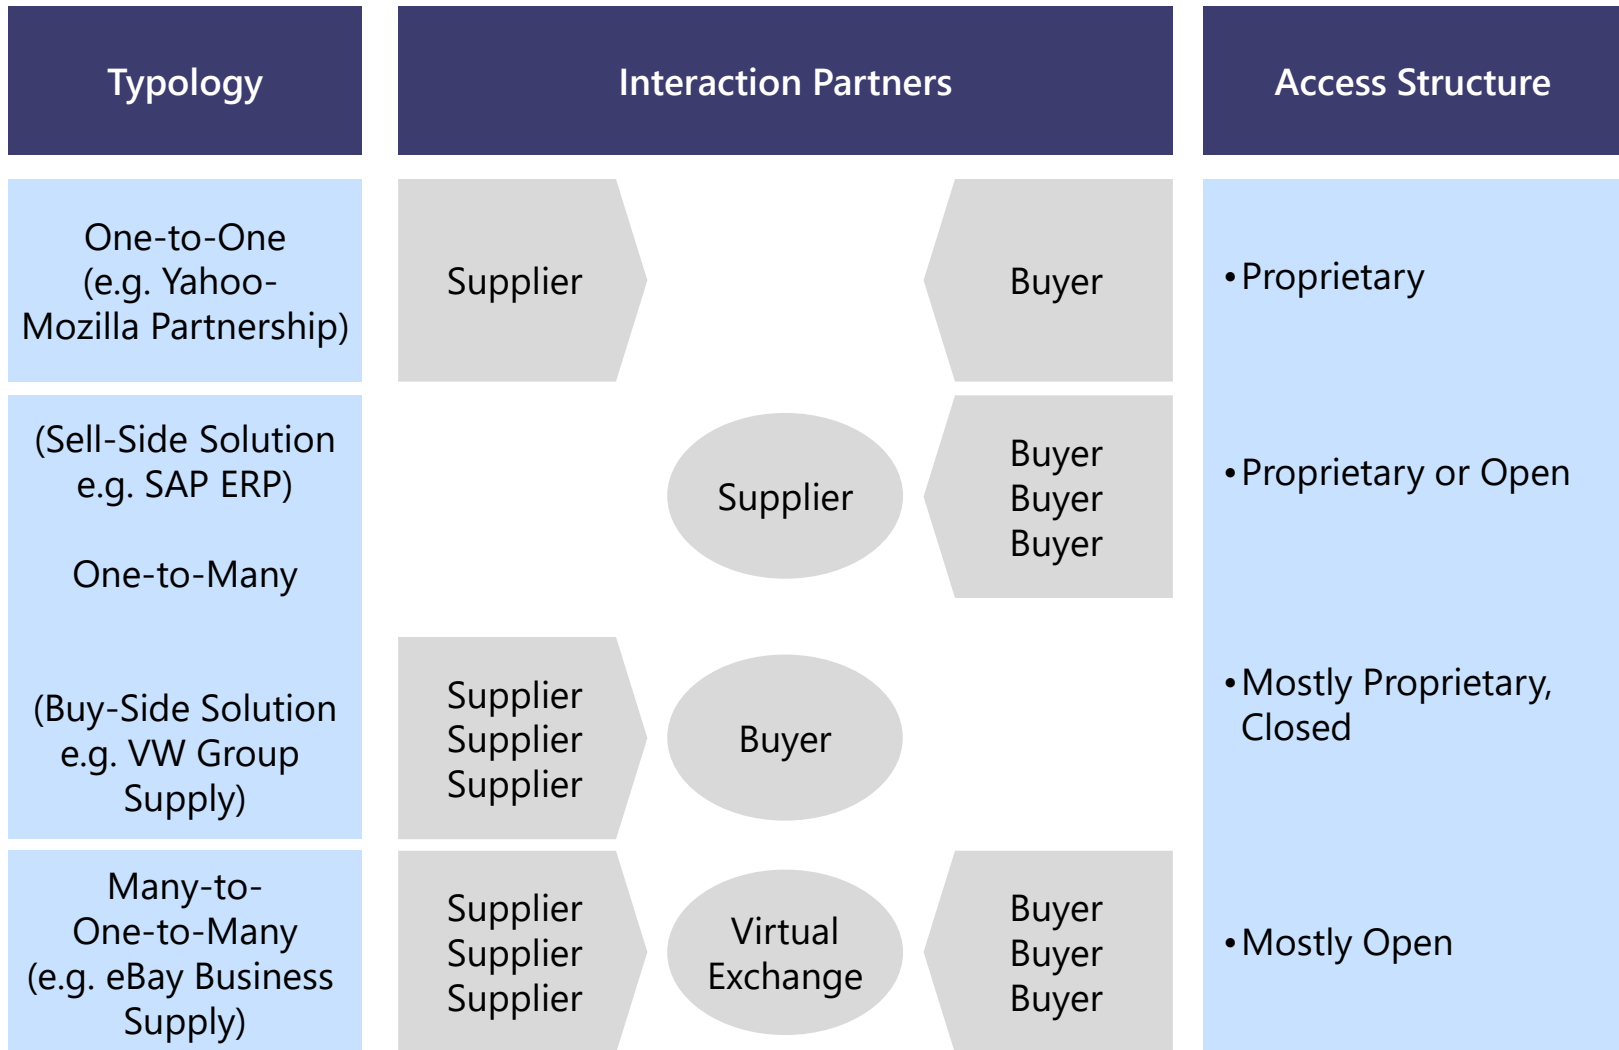 Typology
Interaction Partners
Access Structure
One-to-One
(e.g. Yahoo-
Mozilla Partnership)
Supplier
Buyer
•Proprietary
(Sell-Side Solution
e.g. SAP ERP)
One-to-Many
Supplier
Buyer
Buyer
Buyer
•Proprietary or Open
(Buy-Side Solution
e.g. VW Group
Supply)
Supplier
Supplier
Supplier
Buyer
•Mostly Proprietary,
Closed
Many-to-
One-to-Many
(e.g. eBay Business
Supply)
Supplier
Supplier
Supplier
Virtual
Exchange
Buyer
Buyer
Buyer
•Mostly Open